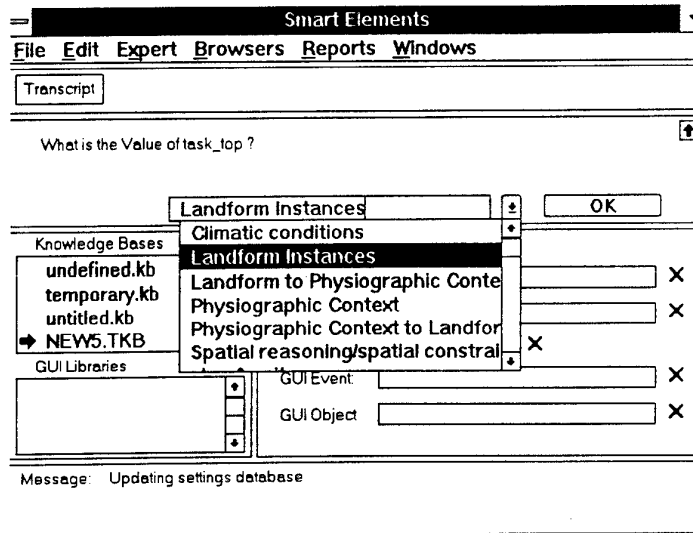 Smart Elements
File Edit Expert Browsers Reports Windows
Transcript
What is the Value of task_top ?
Landform Instances
OK
Climatic conditions
Landform Instances
Landform to Physiographic Conte
Physiographic Context
Physiographic Context to Landfor
Spatial reasoning/spatial constrai
Knowledge Bases
undefined.kb
temporary.kb
untitled.kb
NEW5.TKB
GUI Libraries
GUI Event:
GUI Object
Message: Updating settings database